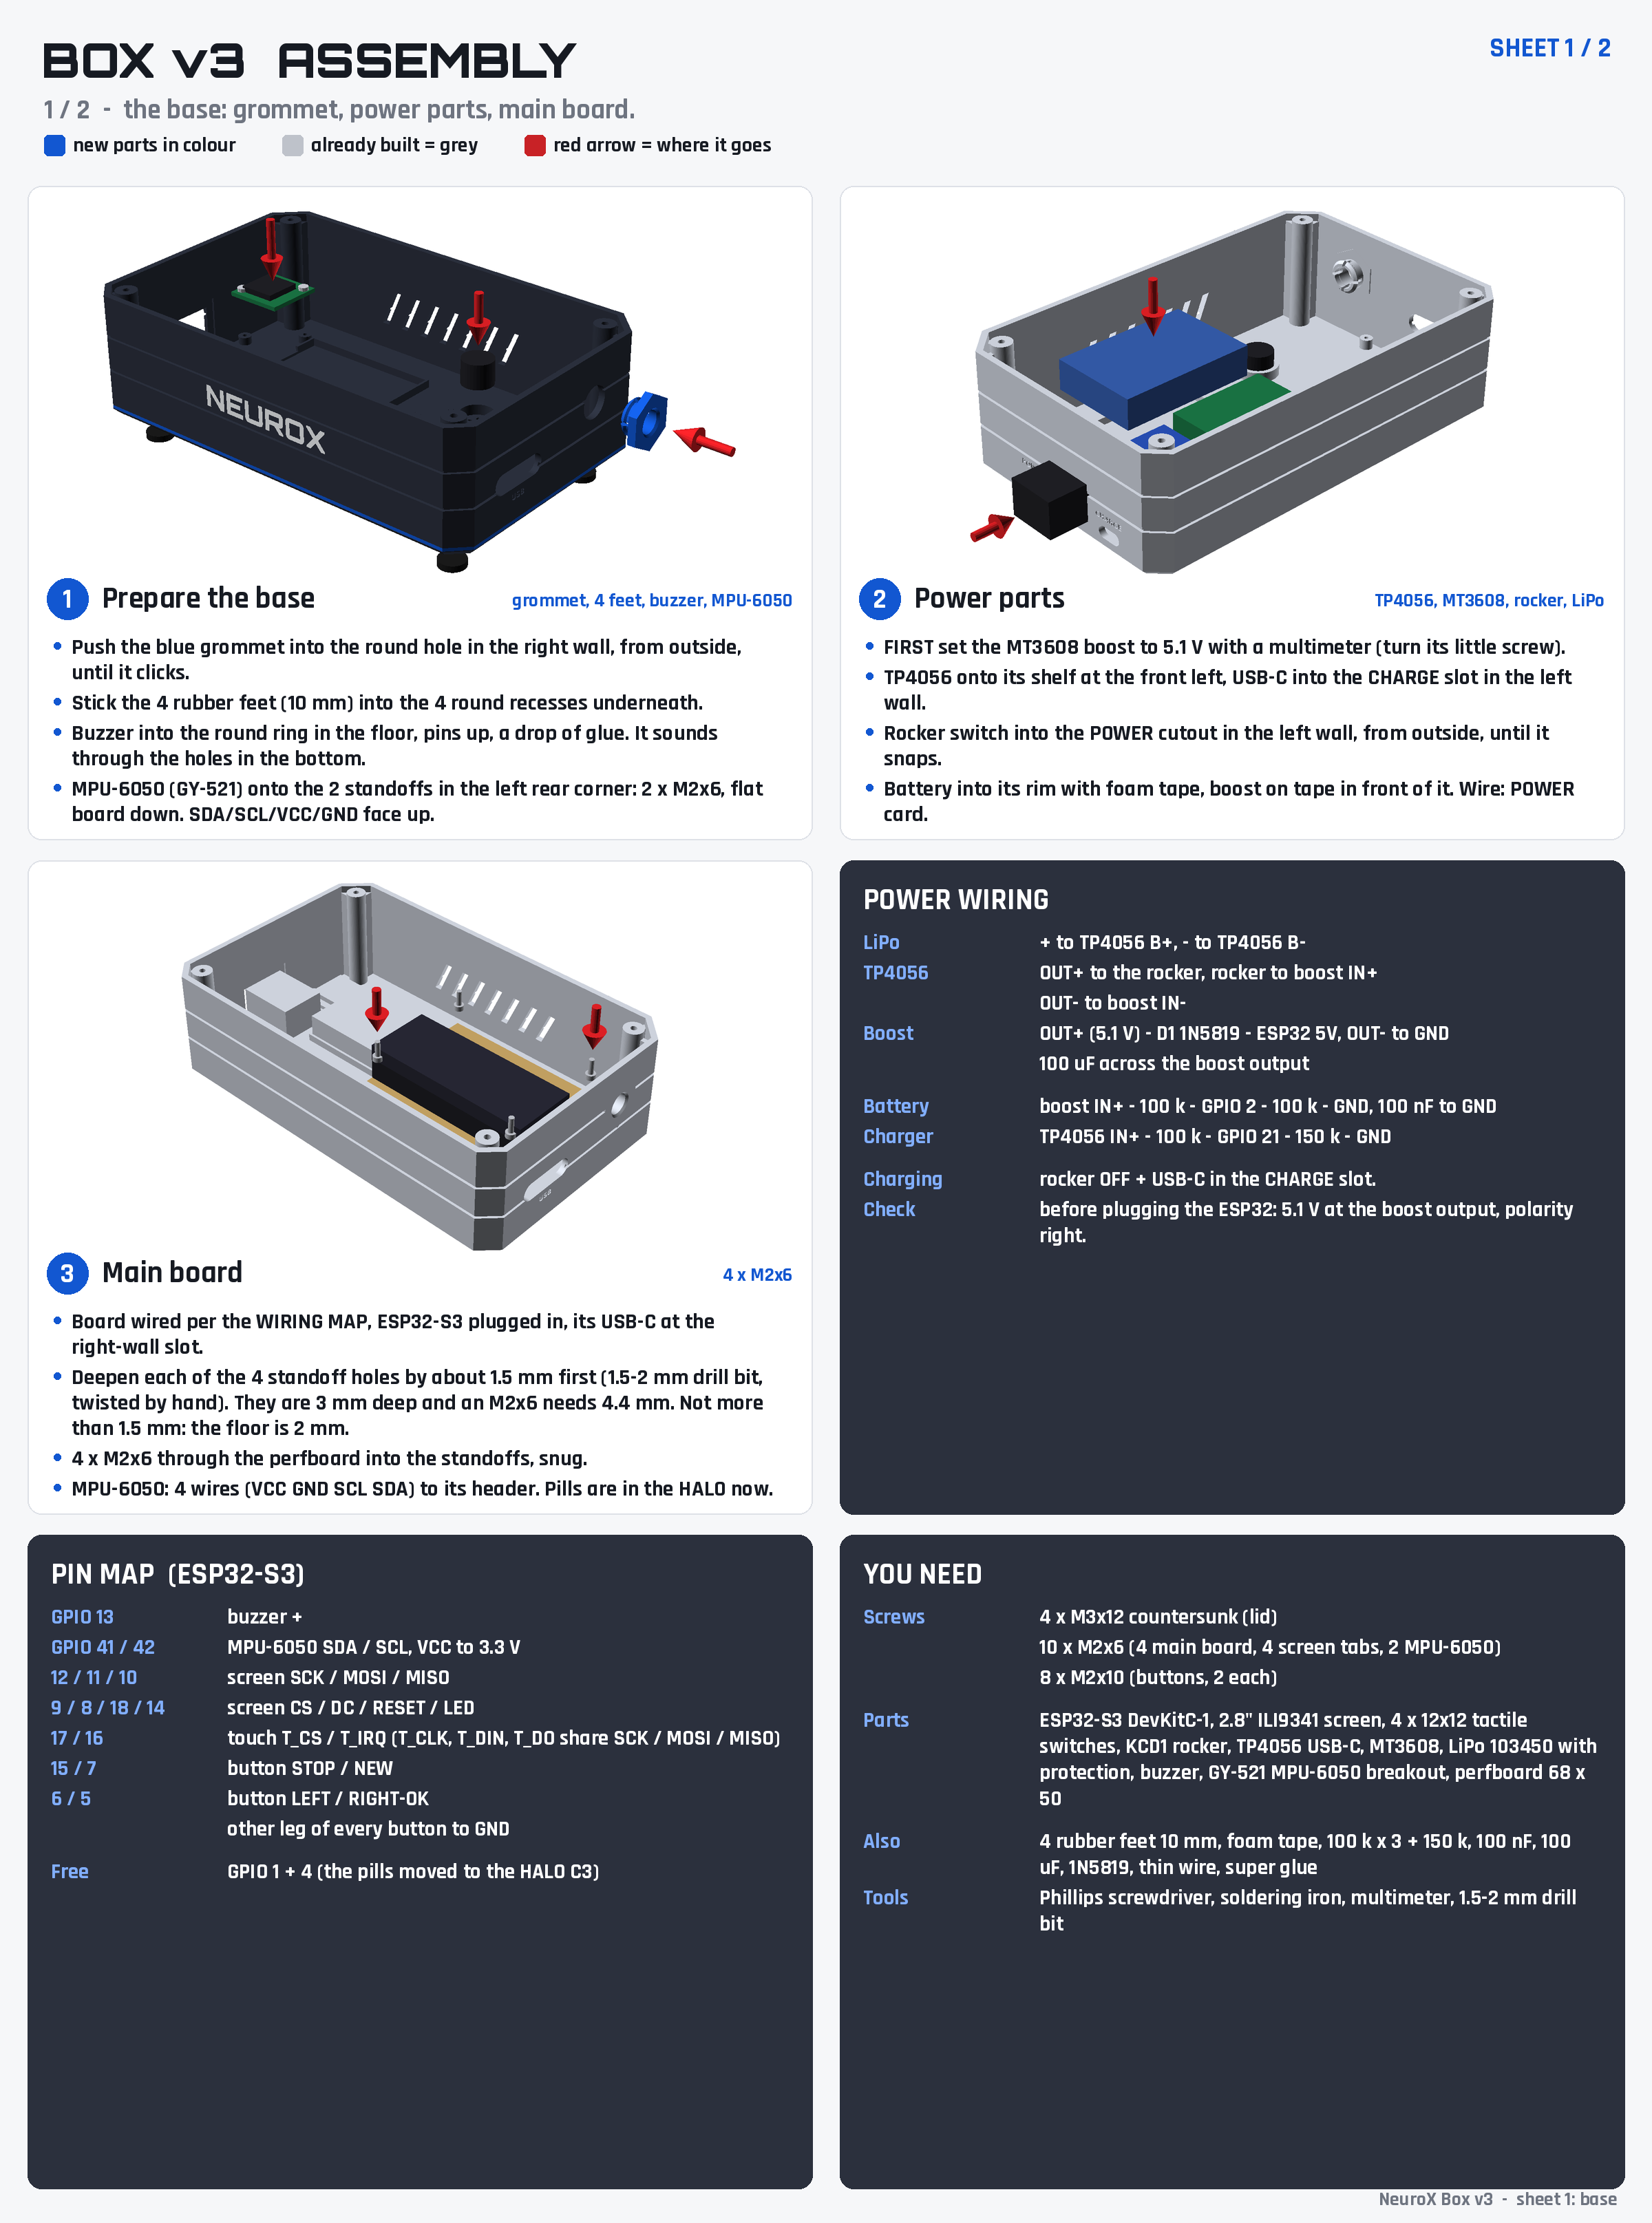 BOX v3 ASSEMBLY
SHEET 1 / 2
1 / 2 - the base: grommet, power parts, main board.
new parts in colour
already built = grey
red arrow = where it goes
NEUROX
1 Prepare the base
grommet, 4 feet, buzzer, MPU-6050
Push the blue grommet into the round hole in the right wall, from outside,
until it clicks.
Stick the 4 rubber feet (10 mm) into the 4 round recesses underneath.
Buzzer into the round ring in the floor, pins up, a drop of glue. It sounds
through the holes in the bottom.
MPU-6050 (GY-521) onto the 2 standoffs in the left rear corner: 2 x M2x6, flat
board down. SDA/SCL/VCC/GND face up.
2 Power parts
TP4056, MT3608, rocker, LiPo
FIRST set the MT3608 boost to 5.1 V with a multimeter (turn its little screw).
TP4056 onto its shelf at the front left, USB-C into the CHARGE slot in the left
wall.
Rocker switch into the POWER cutout in the left wall, from outside, until it
snaps.
Battery into its rim with foam tape, boost on tape in front of it. Wire: POWER
card.
USB
3 Main board
4 x M2x6
Board wired per the WIRING MAP, ESP32-S3 plugged in, its USB-C at the
right-wall slot.
Deepen each of the 4 standoff holes by about 1.5 mm first (1.5-2 mm drill bit,
twisted by hand). They are 3 mm deep and an M2x6 needs 4.4 mm. Not more
than 1.5 mm: the floor is 2 mm.
4 x M2x6 through the perfboard into the standoffs, snug.
MPU-6050: 4 wires (VCC GND SCL SDA) to its header. Pills are in the HALO now.
POWER WIRING
LiPo + to TP4056 B+, - to TP4056 B-
TP4056 OUT+ to the rocker, rocker to boost IN+
OUT- to boost IN-
Boost OUT+ (5.1 V) - D1 1N5819 - ESP32 5V, OUT- to GND
100 uF across the boost output
Battery boost IN+ - 100 k - GPIO 2 - 100 k - GND, 100 nF to GND
Charger TP4056 IN+ - 100 k - GPIO 21 - 150 k - GND
Charging rocker OFF + USB-C in the CHARGE slot.
Check before plugging the ESP32: 5.1 V at the boost output, polarity
right.
PIN MAP (ESP32-S3)
GPIO 13 buzzer +
GPIO 41 / 42 MPU-6050 SDA / SCL, VCC to 3.3 V
12 / 11 / 10 screen SCK / MOSI / MISO
9 / 8 / 18 / 14 screen CS / DC / RESET / LED
17 / 16 touch T_CS / T_IRQ (T_CLK, T_DIN, T_DO share SCK / MOSI / MISO)
15 / 7 button STOP / NEW
6 / 5 button LEFT / RIGHT-OK
other leg of every button to GND
Free GPIO 1 + 4 (the pills moved to the HALO C3)
YOU NEED
Screws 4 x M3x12 countersunk (lid)
10 x M2x6 (4 main board, 4 screen tabs, 2 MPU-6050)
8 x M2x10 (buttons, 2 each)
Parts ESP32-S3 DevKitC-1, 2.8" ILI9341 screen, 4 x 12x12 tactile
switches, KCD1 rocker, TP4056 USB-C, MT3608, LiPo 103450 with
protection, buzzer, GY-521 MPU-6050 breakout, perfboard 68 x
50
Also 4 rubber feet 10 mm, foam tape, 100 k x 3 + 150 k, 100 nF, 100
uF, 1N5819, thin wire, super glue
Tools Phillips screwdriver, soldering iron, multimeter, 1.5-2 mm drill
bit
NeuroX Box v3 - sheet 1: base